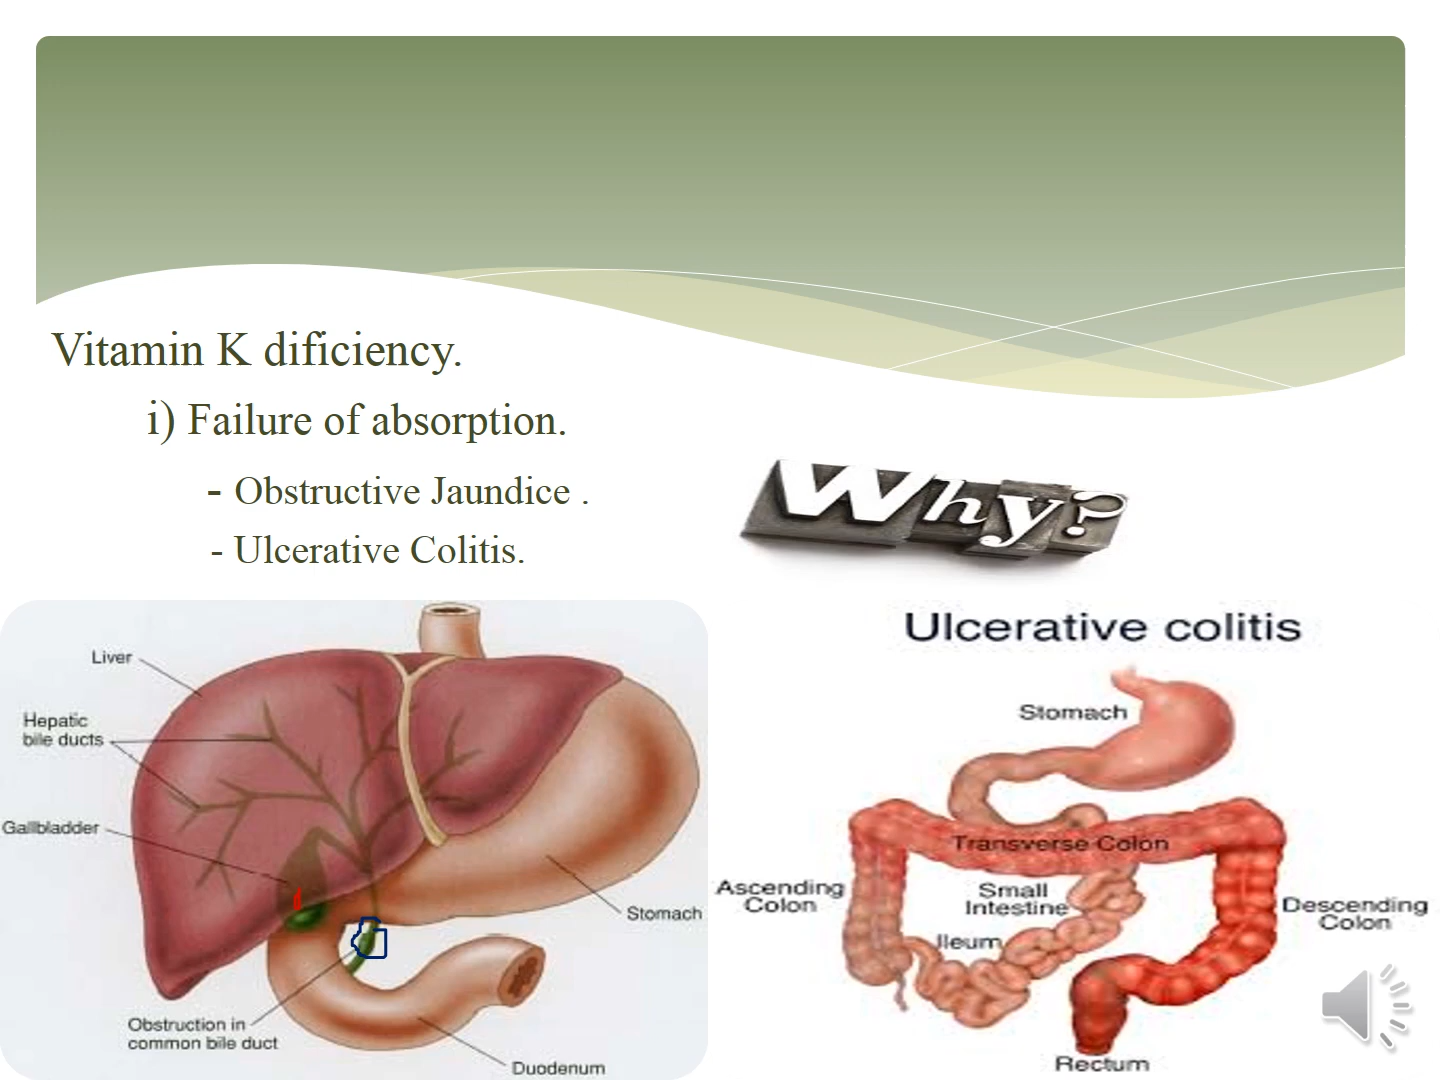 Vitamin K dificiency.
i) Failure of absorption.
- Obstructive Jaundice .
- Ulcerative Colitis.
Why?
Liver
Hepatic
bile ducts
Gallbladder
Stomach
Obstruction in
common bile duct
Duodenum
Ulcerative colitis
Stomach
Transverse Colon
Ascending
Colon
Small
Intestine
Ileum
Descending
Colon
Rectum